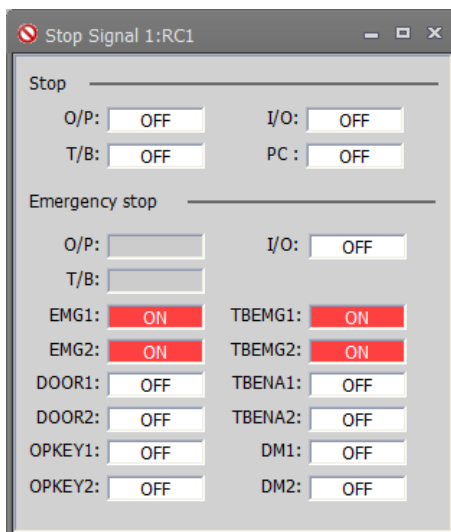 Stop Signal 1:RC1
Stop
O/P: OFF I/O: OFF
T/B: OFF PC : OFF
Emergency stop
O/P: I/O: OFF
T/B:
EMG1: ON TBEMG1: ON
EMG2: ON TBEMG2: ON
DOOR1: OFF TBENA1: OFF
DOOR2: OFF TBENA2: OFF
OPKEY1: OFF DM1: OFF
OPKEY2: OFF DM2: OFF